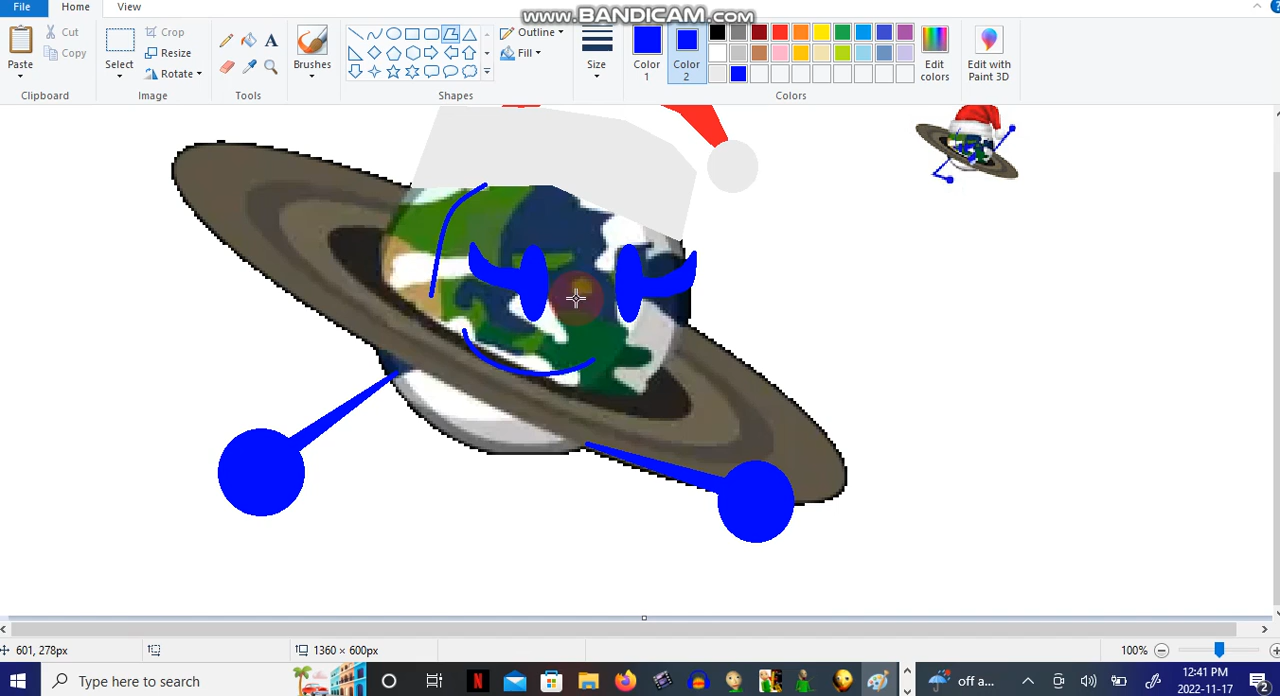 www.BANDICAM.com
File Home View
Paste
Cut
Copy
Clipboard
Select
Crop
Resize
Rotate
Image
A
Tools
Brushes
Outline
Fill
Shapes
Size
Color
1
Color
2
Colors
Edit
colors
Edit with
Paint 3D
601, 278px
1360 × 600px
100%
Type here to search
off a...
12:41 PM
2022-11-17